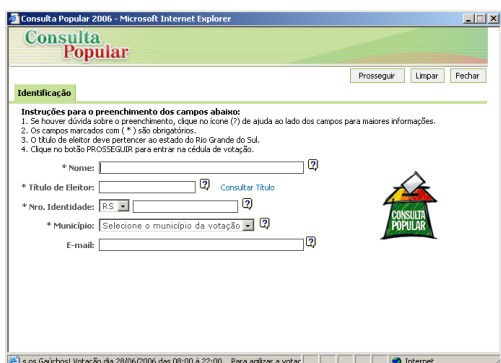 Consulta Popular 2006 - Microsoft Internet Explorer
Consulta
Popular
Prosseguir Limpar Fechar
Identificação
Instruções para o preenchimento dos campos abaixo:
1. Se houver dúvida sobre o preenchimento, clique no ícone (?) de ajuda ao lado dos campos para maiores informações.
2. Os campos marcados com ( * ) são obrigatórios.
3. O título de eleitor deve pertencer ao estado do Rio Grande do Sul.
4. Clique no botão PROSSEGUIR para entrar na cédula de votação.
* Nome: ?
* Título de Eleitor: ? Consultar Título
* Nro. Identidade: RS ?
* Município: Selecione o município da votação ?
E-mail: ?
CONSULTA
POPULAR
s os Gaúchos! Votação dia 28/06/2006 das 08:00 á 22:00. Para agilizar a votaç Internet